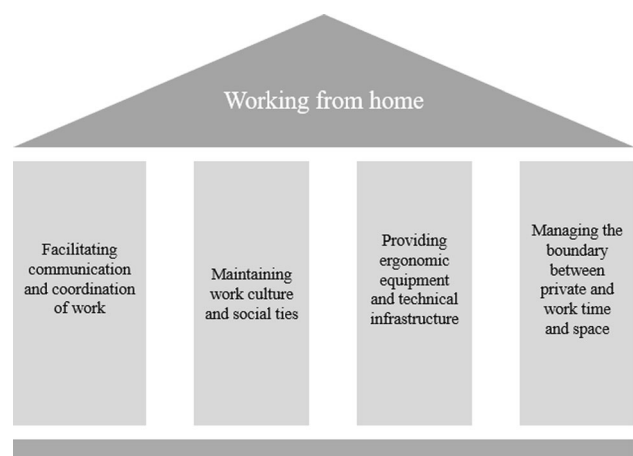 Working from home
Facilitating
communication
and coordination
of work
Maintaining
work culture
and social ties
Providing
ergonomic
equipment
and technical
infrastructure
Managing the
boundary
between
private and
work time
and space